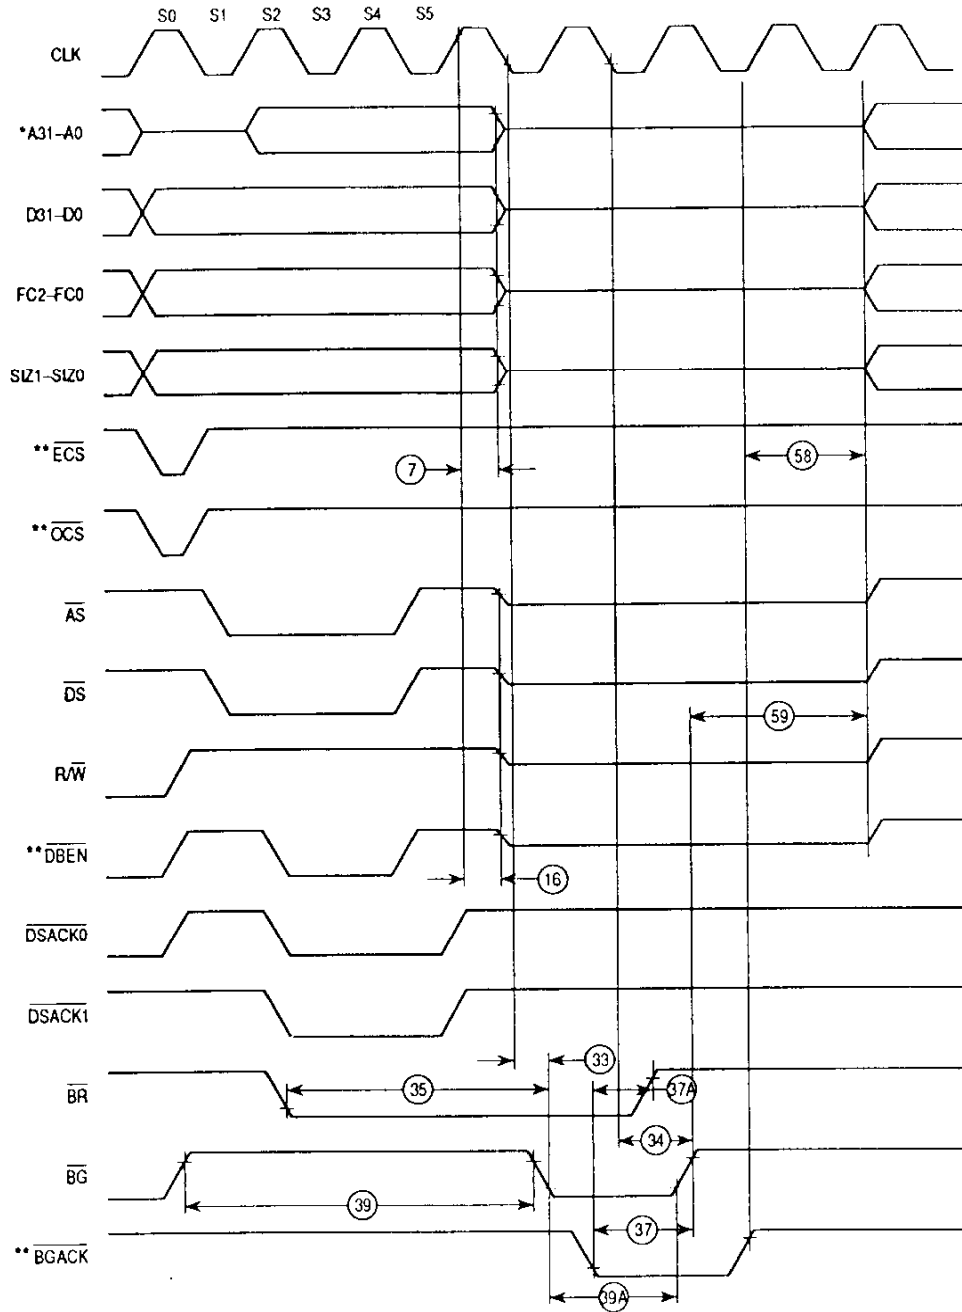 S0 S1 S2 S3 S4 S5
CLK
*A31–A0
D31–D0
FC2–FC0
SIZ1–SIZ0
**ECS
7
58
**OCS
AS
DS
59
R/W
**DBEN
16
DSACK0
DSACK1
33
BR
35
37A
34
BG
39
37
**BGACK
39A